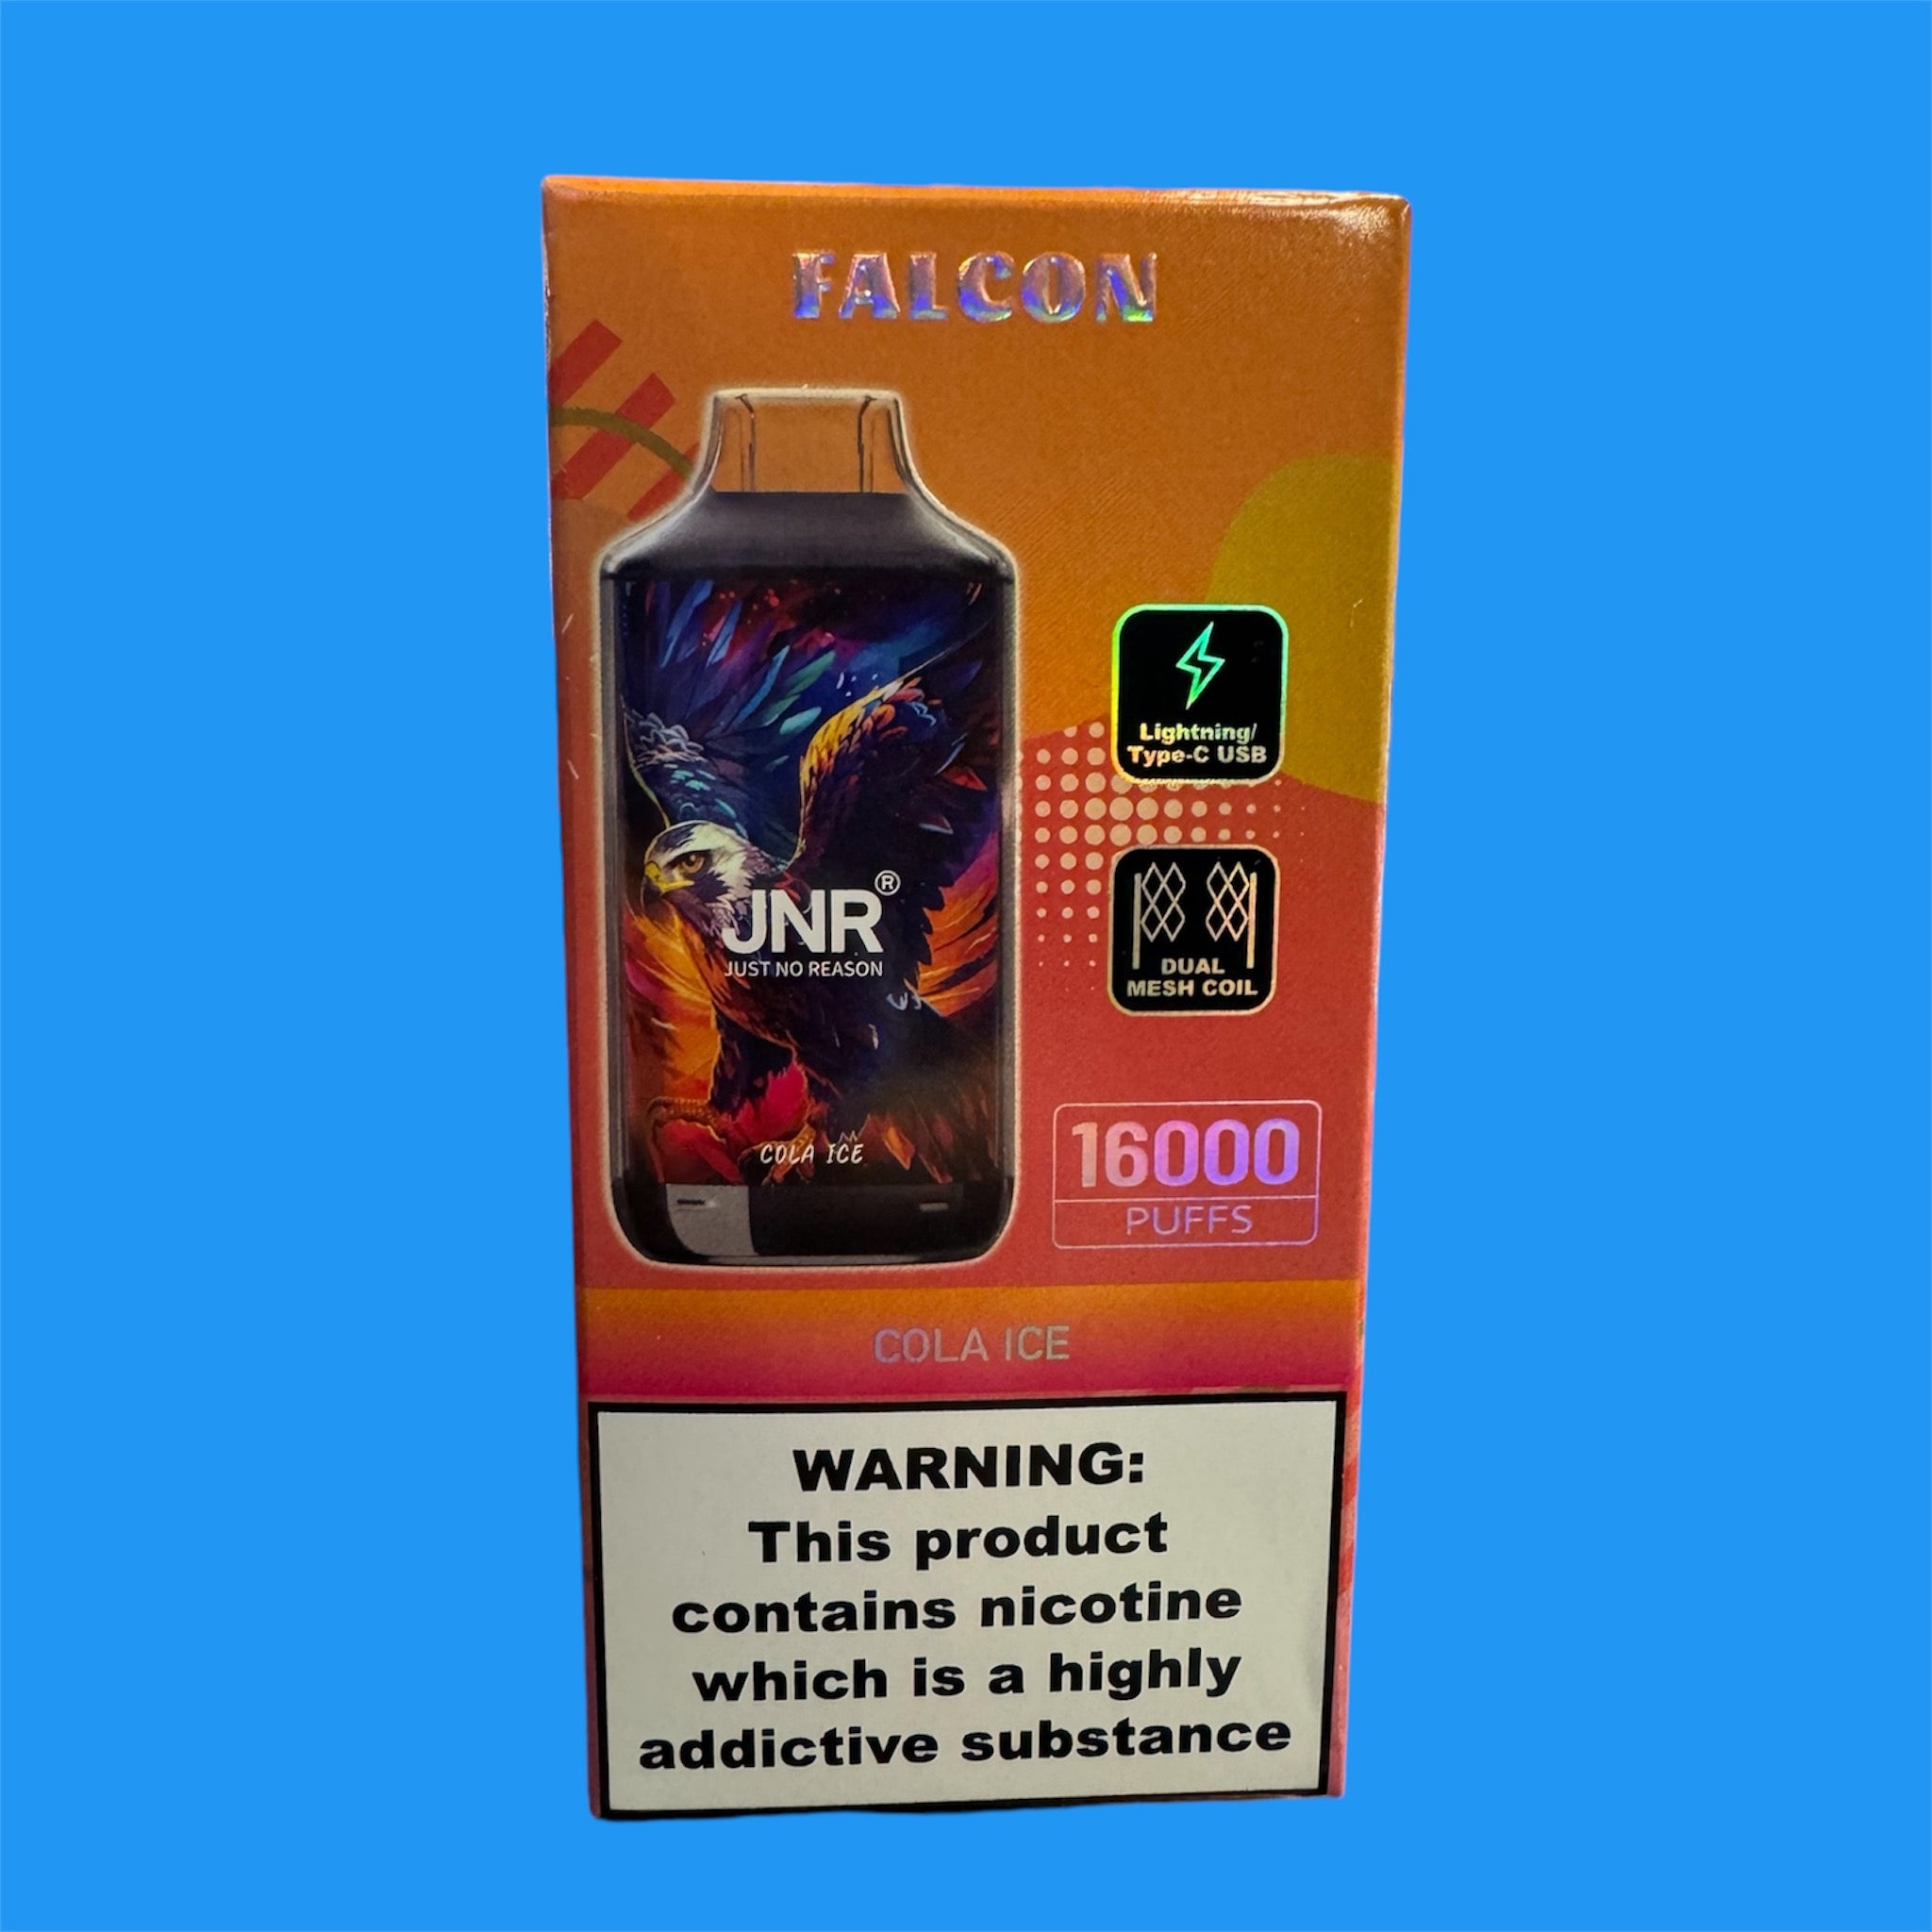 FALCON
JNR®
JUST NO REASON
COLA ICE
Lightning/
Type-C USB
DUAL
MESH COIL
16000
PUFFS
COLA ICE
WARNING:
This product
contains nicotine
which is a highly
addictive substance